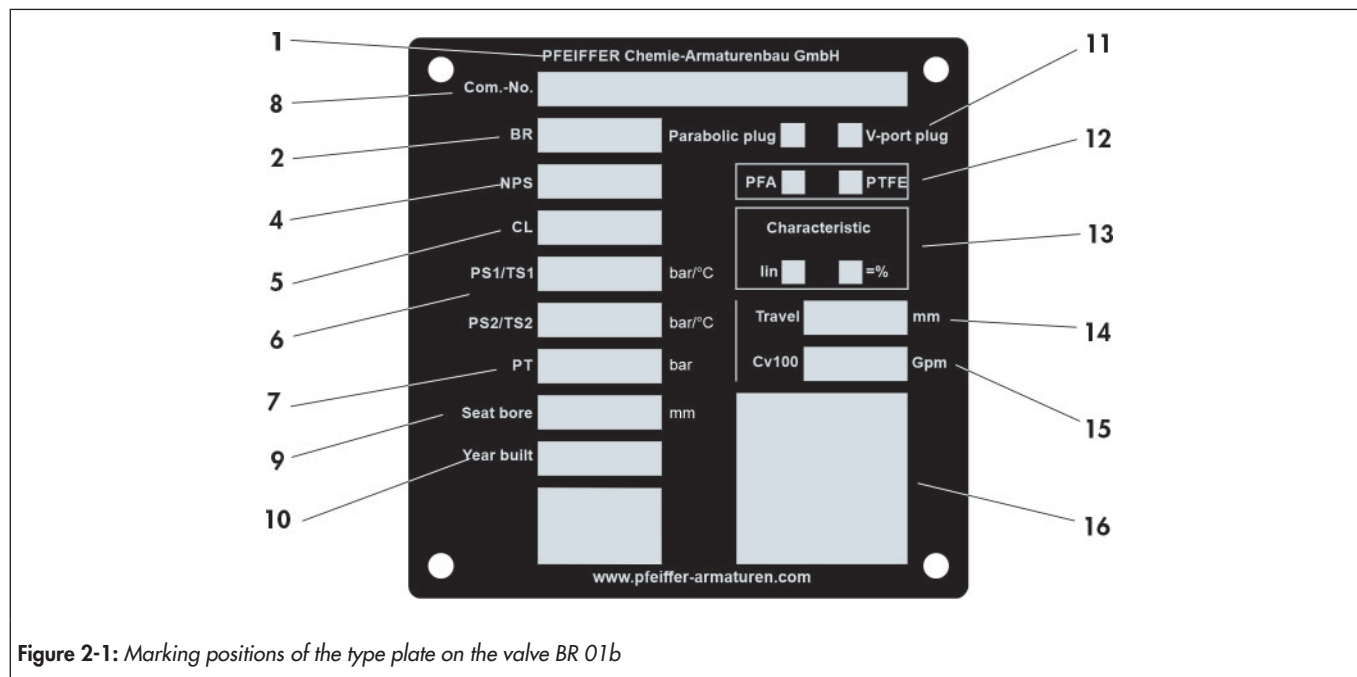 1
PFEIFFER Chemie-Armaturenbau GmbH
11
8
Com.-No.
2
BR
Parabolic plug
V-port plug
12
4
NPS
PFA
PTFE
5
CL
Characteristic
13
6
PS1/TS1
bar/°C
lin
=%
PS2/TS2
bar/°C
Travel
mm
14
7
PT
bar
Cv100
Gpm
15
9
Seat bore
mm
10
Year built
16
www.pfeiffer-armaturen.com
Figure 2-1: Marking positions of the type plate on the valve BR 01b